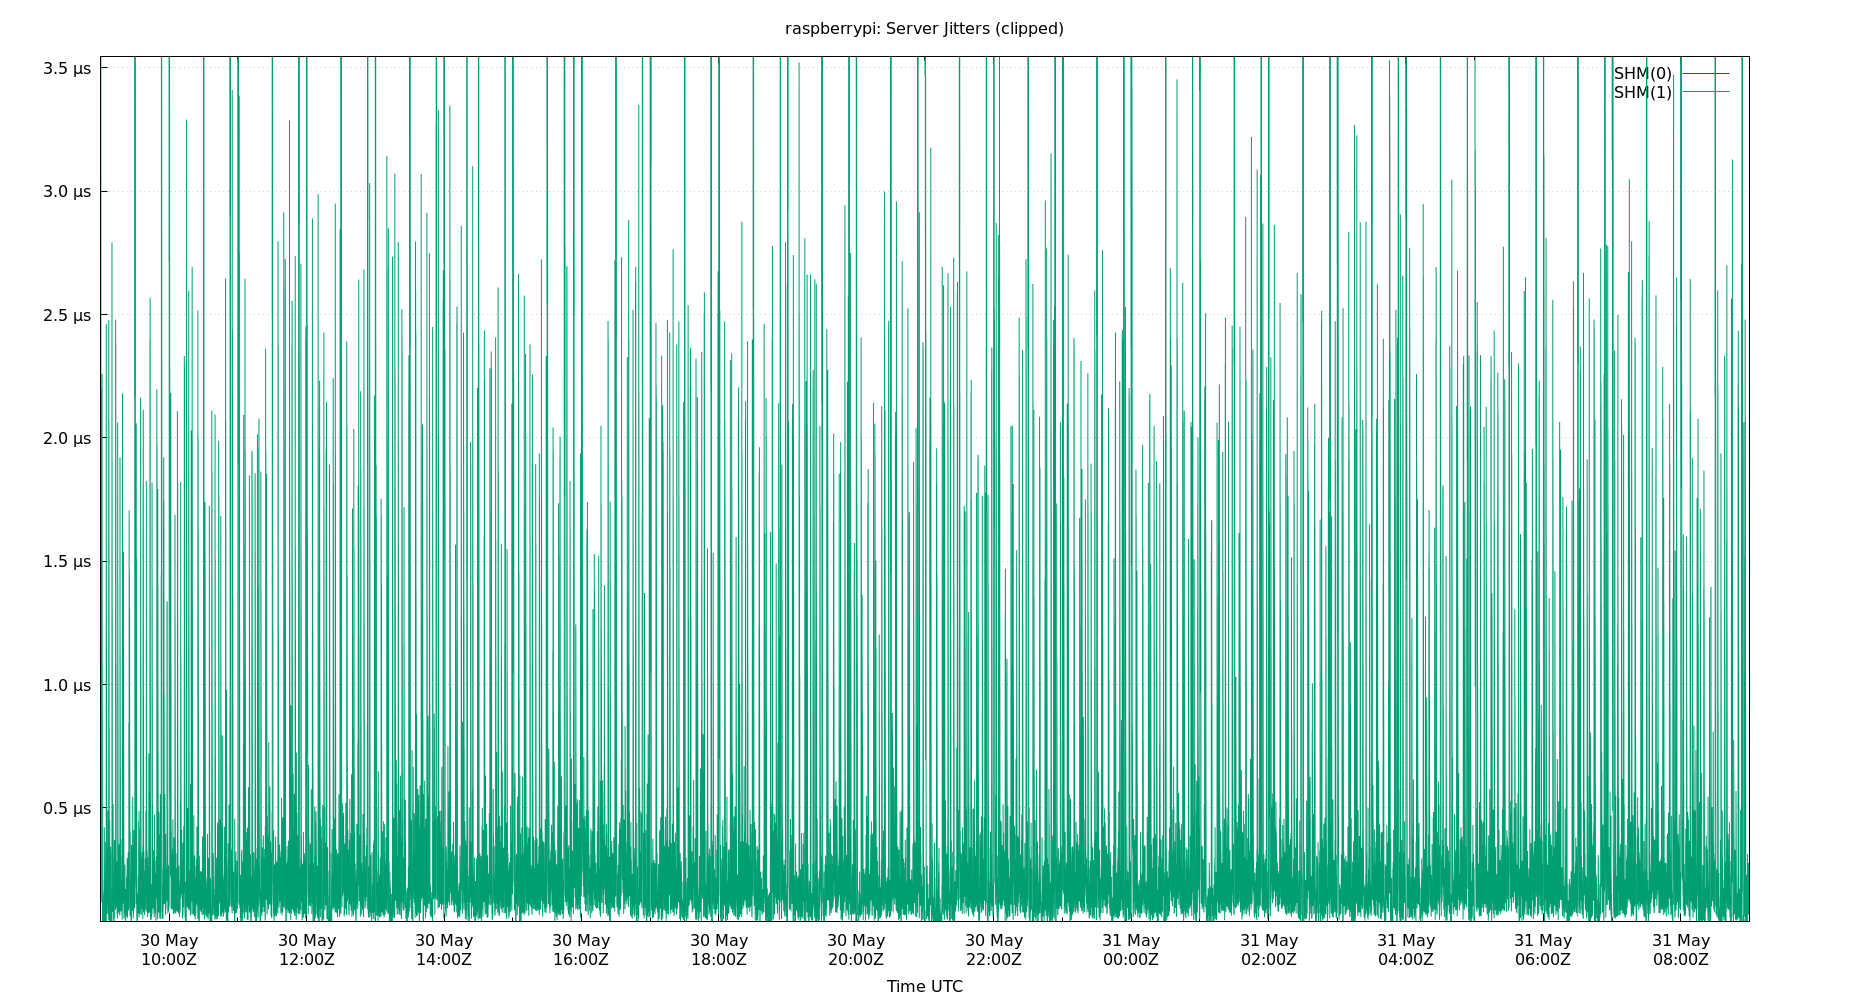 raspberrypi: Server Jitters (clipped)
3.5 µs
3.0 µs
2.5 µs
2.0 µs
1.5 µs
1.0 µs
0.5 µs
SHM(0)
SHM(1)
30 May 30 May 30 May 30 May 30 May 30 May 30 May 31 May 31 May 31 May 31 May 31 May
10:00Z 12:00Z 14:00Z 16:00Z 18:00Z 20:00Z 22:00Z 00:00Z 02:00Z 04:00Z 06:00Z 08:00Z
Time UTC